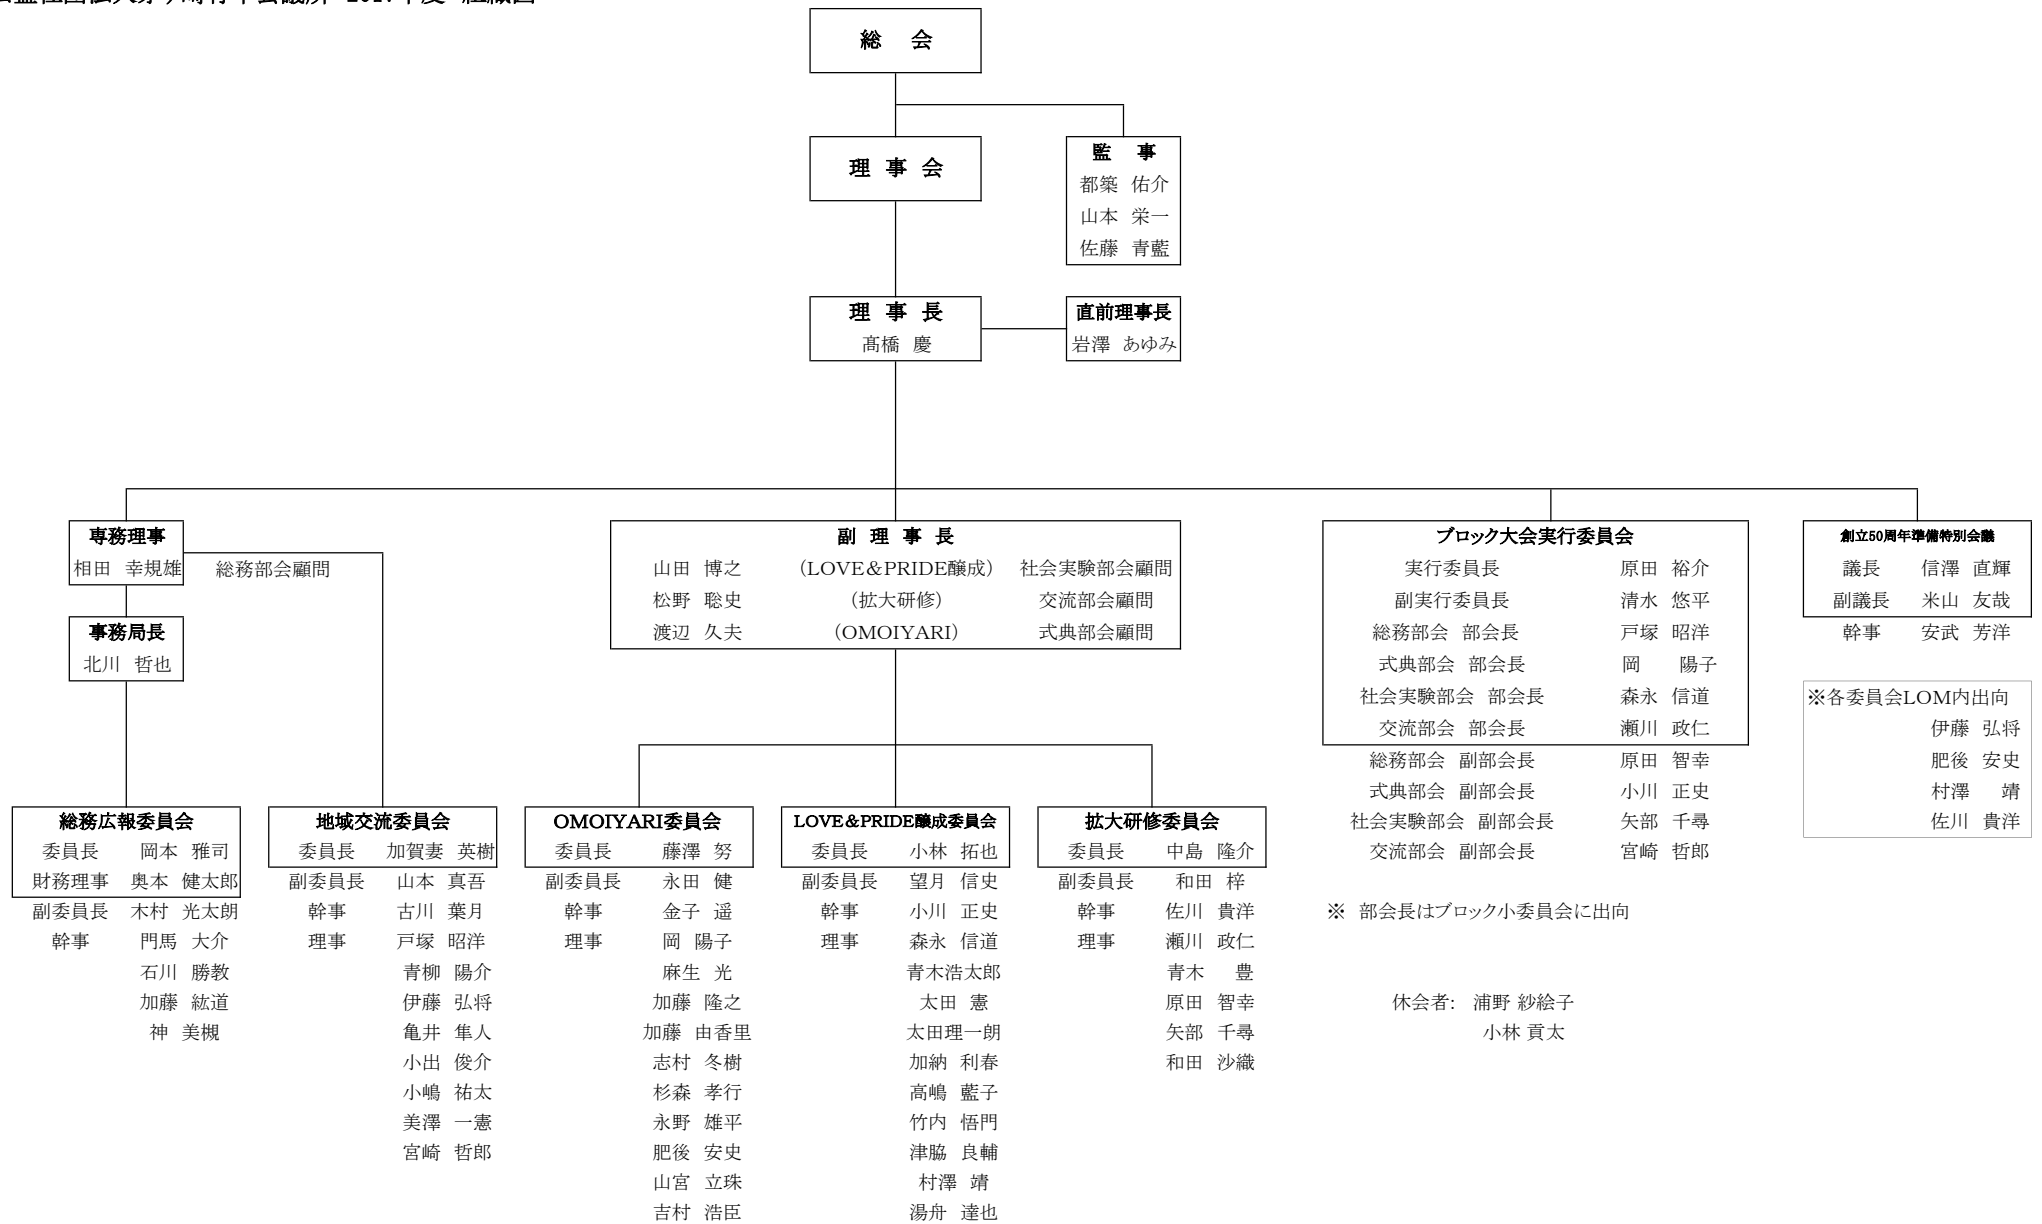 総 会
理 事 会
監 事
都築 佑介
山本 栄一
佐藤 青藍
理 事 長
髙橋 慶
直前理事長
岩澤 あゆみ
専務理事
相田 幸規雄 総務部会顧問
事務局長
北川 哲也
副 理 事 長
山田 博之 (LOVE&PRIDE醸成) 社会実験部会顧問
松野 聡史 (拡大研修) 交流部会顧問
渡辺 久夫 (OMOIYARI) 式典部会顧問
ブロック大会実行委員会
実行委員長 原田 裕介
副実行委員長 清水 悠平
総務部会 部会長 戸塚 昭洋
式典部会 部会長 岡 陽子
社会実験部会 部会長 森永 信道
交流部会 部会長 瀬川 政仁
総務部会 副部会長 原田 智幸
式典部会 副部会長 小川 正史
社会実験部会 副部会長 矢部 千尋
交流部会 副部会長 宮崎 哲郎
※ 部会長はブロック小委員会に出向
休会者: 浦野 紗絵子
小林 貢太
創立50周年準備特別会議
議長 信澤 直輝
副議長 米山 友哉
幹事 安武 芳洋
※各委員会LOM内出向
伊藤 弘将
肥後 安史
村澤 靖
佐川 貴洋
総務広報委員会
委員長 岡本 雅司
財務理事 奥本 健太郎
副委員長 木村 光太朗
幹事 門馬 大介
石川 勝教
加藤 紘道
神 美槻
地域交流委員会
委員長 加賀妻 英樹
副委員長 山本 真吾
幹事 古川 葉月
理事 戸塚 昭洋
青柳 陽介
伊藤 弘将
亀井 隼人
小出 俊介
小嶋 祐太
美澤 一憲
宮崎 哲郎
OMOIYARI委員会
委員長 藤澤 努
副委員長 永田 健
幹事 金子 遥
理事 岡 陽子
麻生 光
加藤 隆之
加藤 由香里
志村 冬樹
杉森 孝行
永野 雄平
肥後 安史
山宮 立珠
吉村 浩臣
LOVE&PRIDE醸成委員会
委員長 小林 拓也
副委員長 望月 信史
幹事 小川 正史
理事 森永 信道
青木浩太郎
太田 憲
太田理一朗
加納 利春
高嶋 藍子
竹内 悟門
津脇 良輔
村澤 靖
湯舟 達也
拡大研修委員会
委員長 中島 隆介
副委員長 和田 梓
幹事 佐川 貴洋
理事 瀬川 政仁
青木 豊
原田 智幸
矢部 千尋
和田 沙織